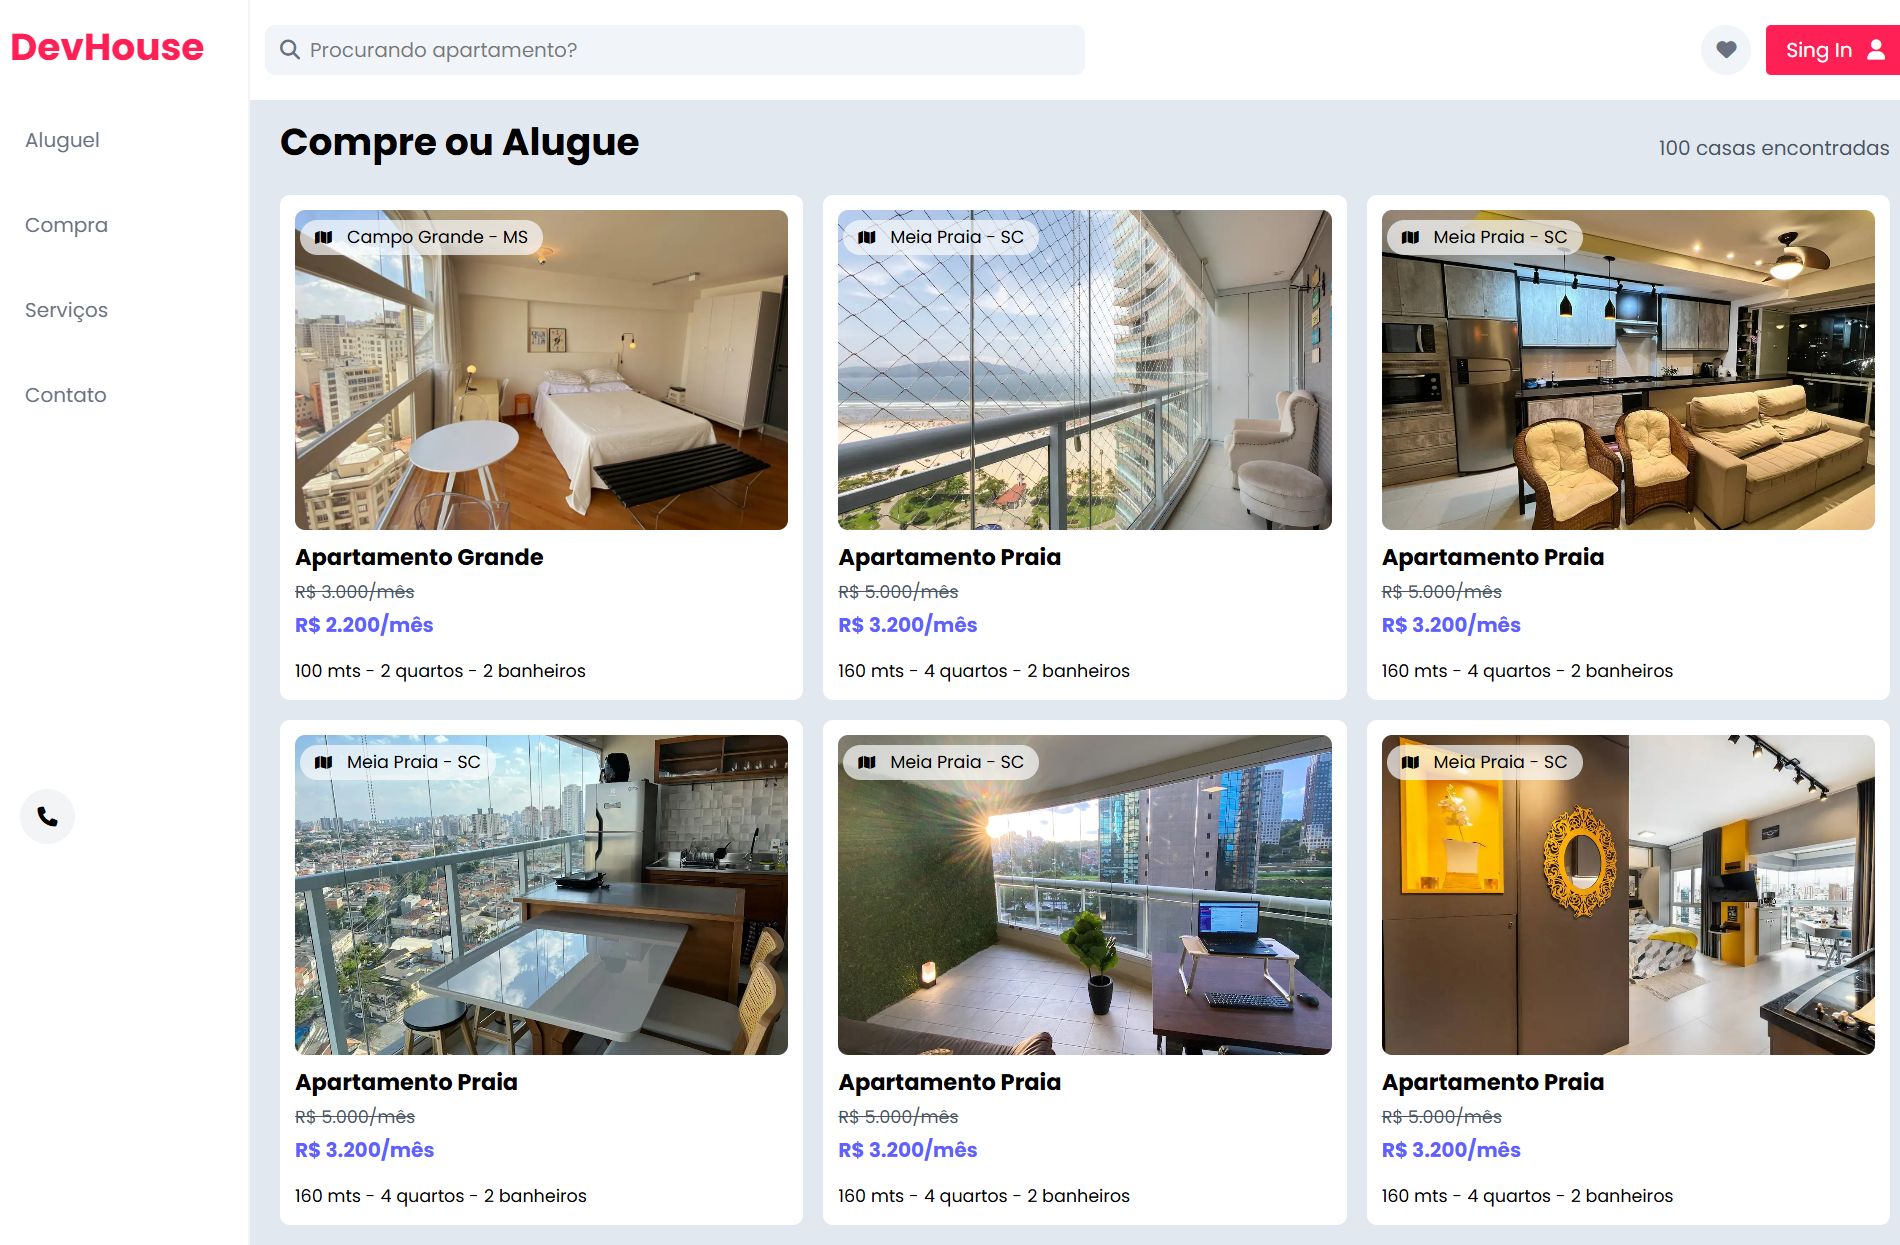 DevHouse
Procurando apartamento?
Sing In
Aluguel
Compra
Serviços
Contato
Compre ou Alugue
100 casas encontradas
Campo Grande - MS
Apartamento Grande
R$ 3.000/mês
R$ 2.200/mês
100 mts - 2 quartos - 2 banheiros
Meia Praia - SC
Apartamento Praia
R$ 5.000/mês
R$ 3.200/mês
160 mts - 4 quartos - 2 banheiros
Meia Praia - SC
Apartamento Praia
R$ 5.000/mês
R$ 3.200/mês
160 mts - 4 quartos - 2 banheiros
Meia Praia - SC
Apartamento Praia
R$ 5.000/mês
R$ 3.200/mês
160 mts - 4 quartos - 2 banheiros
Meia Praia - SC
Apartamento Praia
R$ 5.000/mês
R$ 3.200/mês
160 mts - 4 quartos - 2 banheiros
Meia Praia - SC
Apartamento Praia
R$ 5.000/mês
R$ 3.200/mês
160 mts - 4 quartos - 2 banheiros